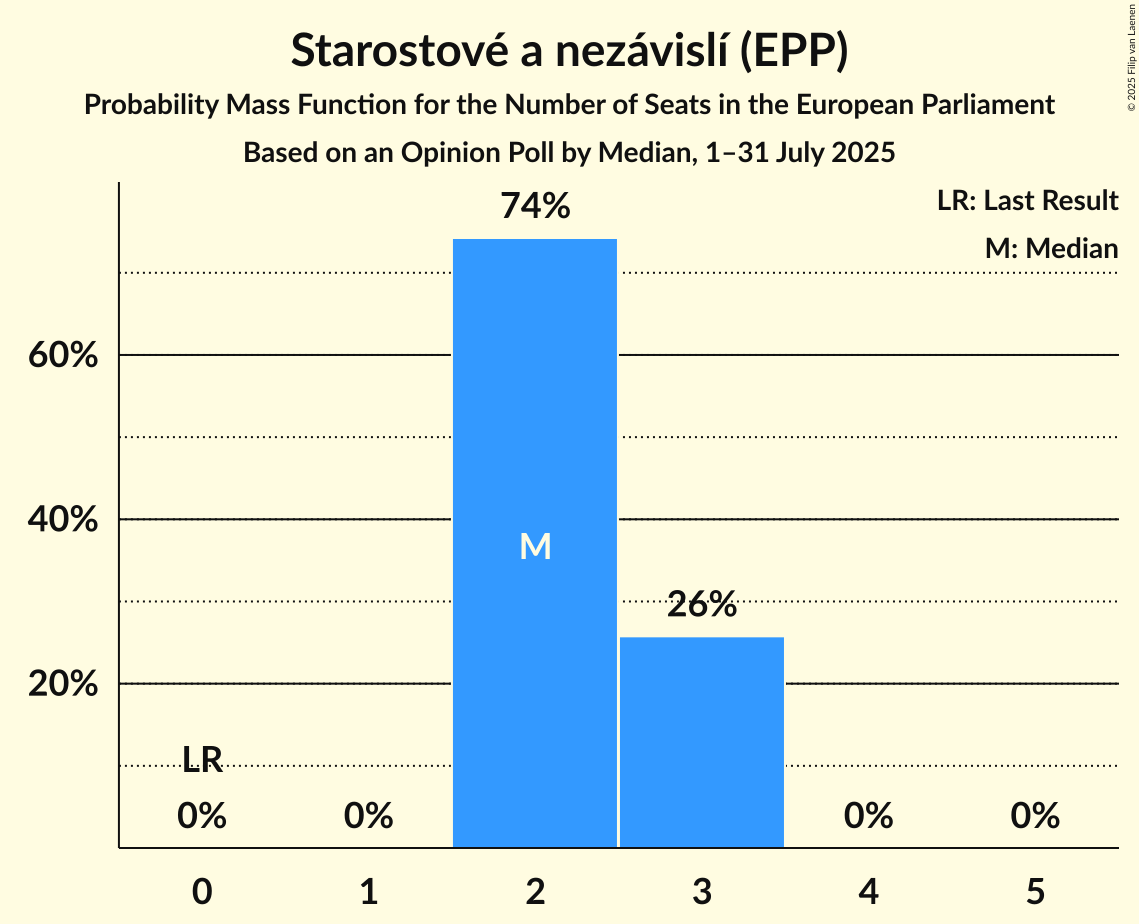 Starostové a nezávislí (EPP)
Probability Mass Function for the Number of Seats in the European Parliament
Based on an Opinion Poll by Median, 1–31 July 2025
© 2025 Filip van Laenen
LR: Last Result
M: Median
74%
60%
40%
M
26%
20%
LR
0% 0% 0% 0%
0 1 2 3 4 5